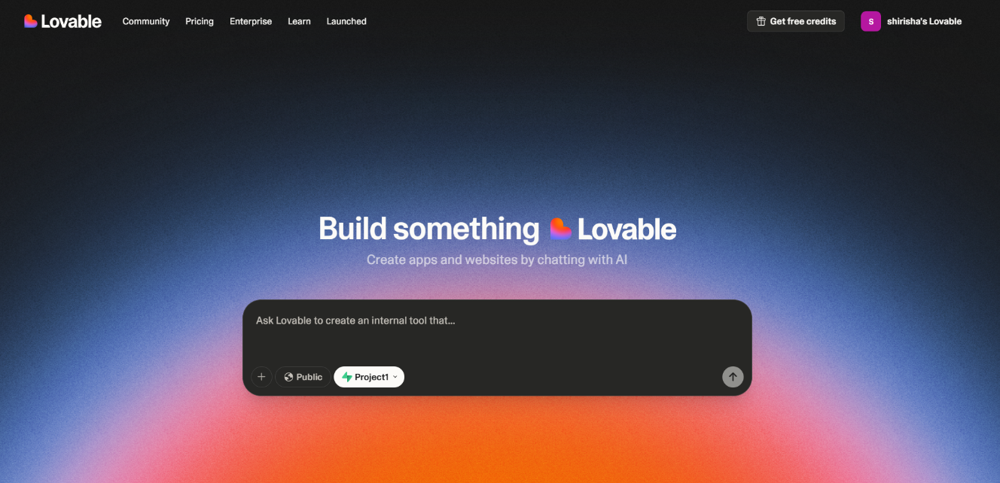 Lovable Community Pricing Enterprise Learn Launched Get free credits S shirisha's Lovable
Build something Lovable
Create apps and websites by chatting with AI
Ask Lovable to create an internal tool that...
Public Project1